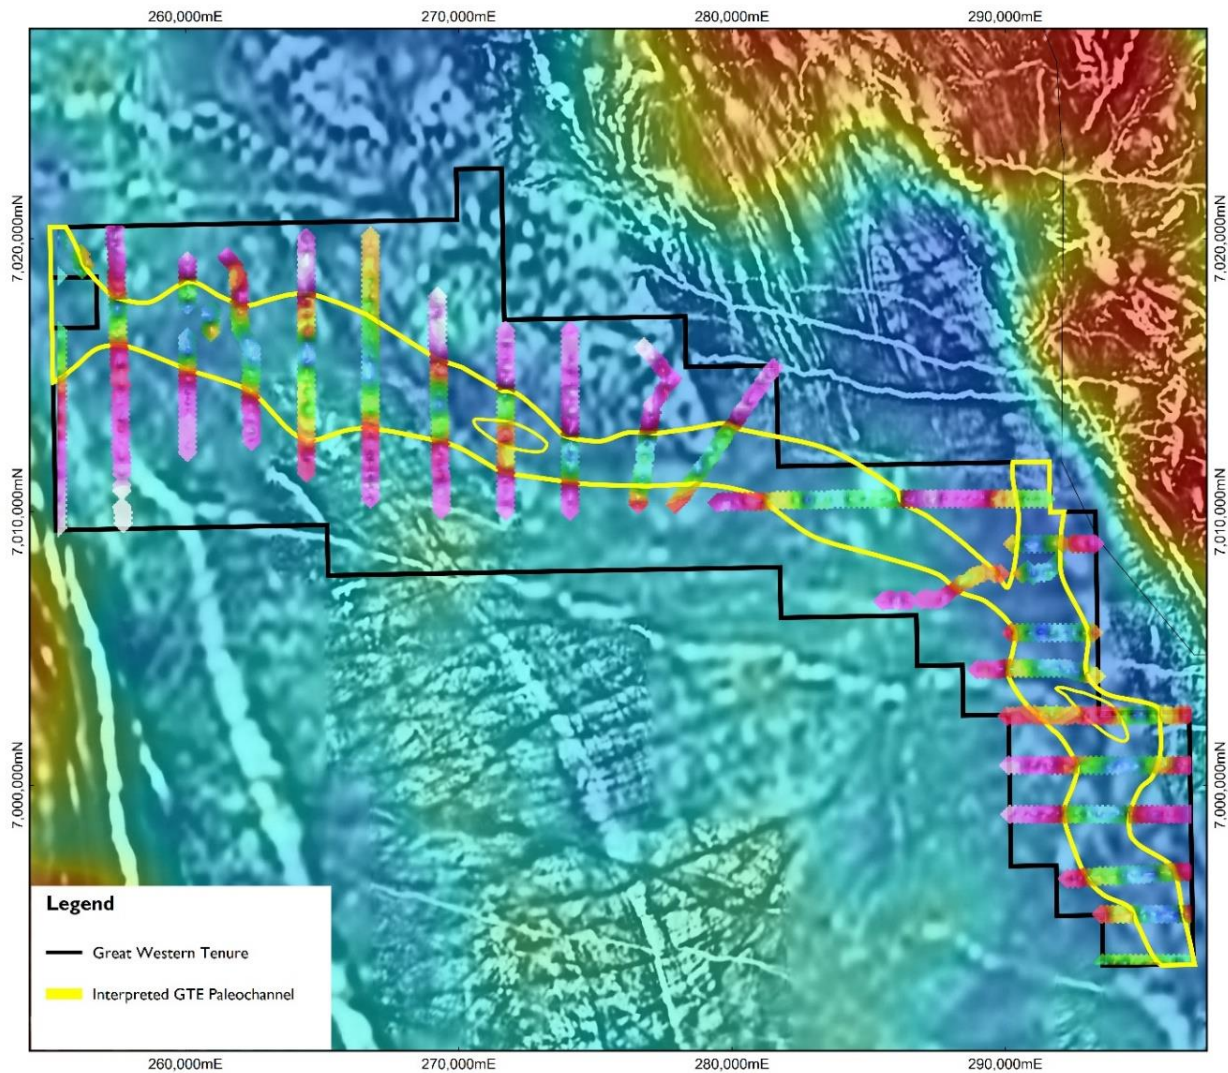 260,000mE
270,000mE
280,000mE
290,000mE
7,020,000mN
7,020,000mN
7,010,000mN
7,010,000mN
7,000,000mN
7,000,000mN
Legend
Great Western Tenure
Interpreted GTE Paleochannel
260,000mE
270,000mE
280,000mE
290,000mE